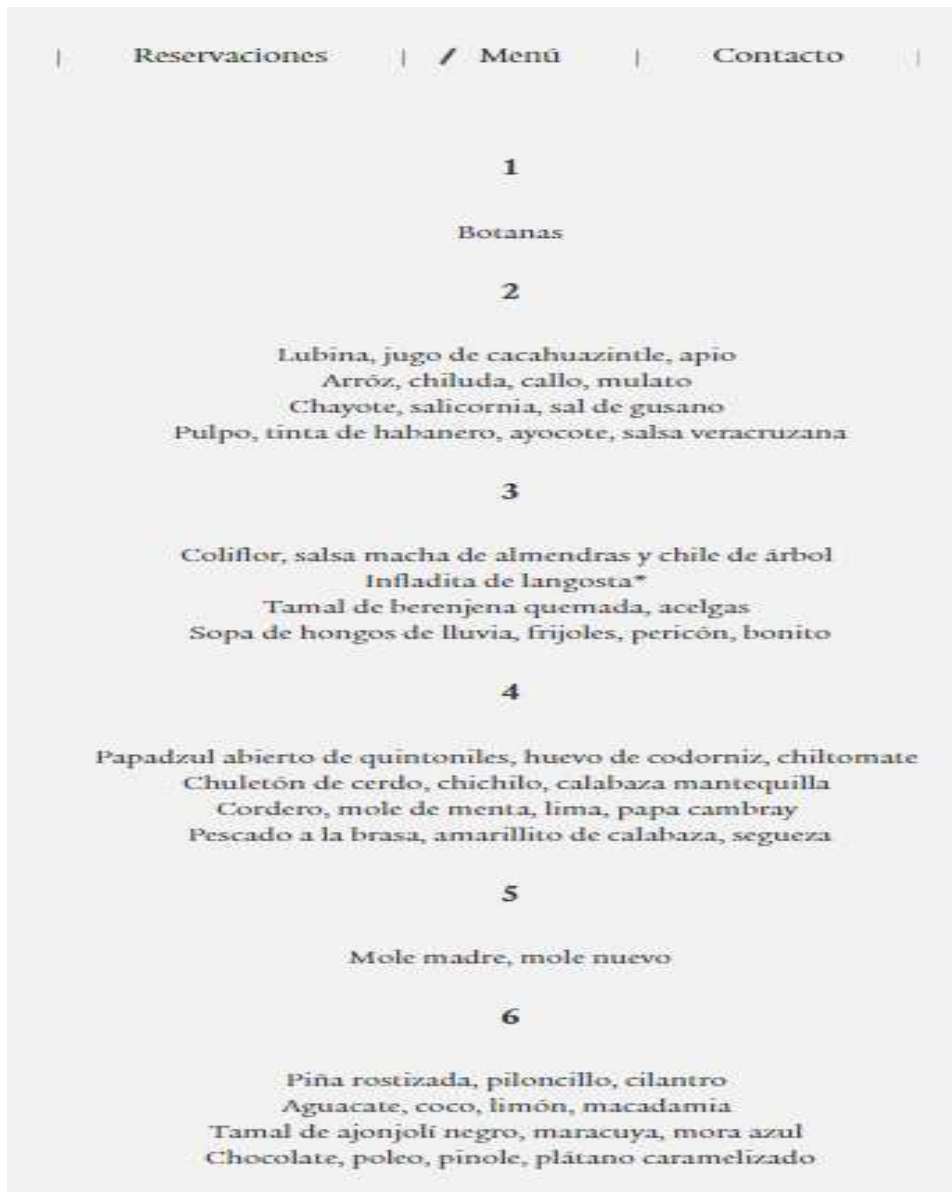 | Reservaciones | / Menú | Contacto |
1
Botanas
2
Lubina, jugo de cacahuazintle, apio
Arróz, chiluda, callo, mulato
Chayote, salicornia, sal de gusano
Pulpo, tinta de habanero, ayocote, salsa veracruzana
3
Coliflor, salsa macha de almendras y chile de árbol
Infladita de langosta*
Tamal de berenjena quemada, acelgas
Sopa de hongos de lluvia, frijoles, pericón, bonito
4
Papadzul abierto de quintoniles, huevo de codorniz, chiltomate
Chuletón de cerdo, chichilo, calabaza mantequilla
Cordero, mole de menta, lima, papa cambray
Pescado a la brasa, amarillito de calabaza, segueza
5
Mole madre, mole nuevo
6
Piña rostizada, piloncillo, cilantro
Aguacate, coco, limón, macadamia
Tamal de ajonjolí negro, maracuya, mora azul
Chocolate, poleo, pinole, plátano caramelizado